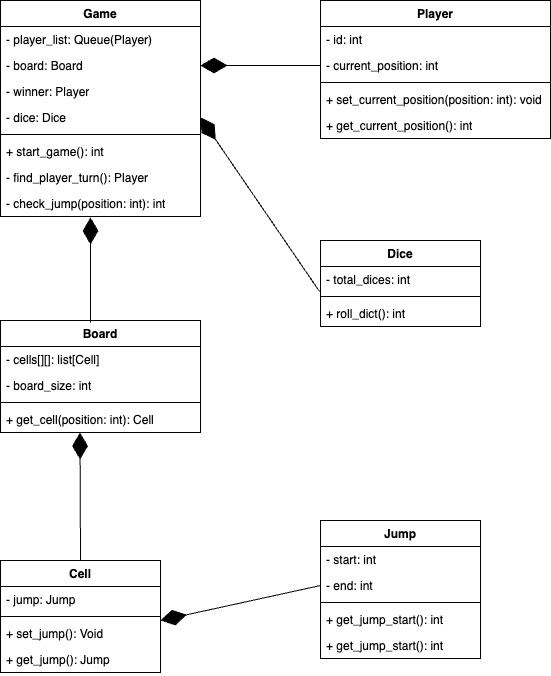 Game
- player_list: Queue(Player)
- board: Board
- winner: Player
- dice: Dice
+ start_game(): int
- find_player_turn(): Player
- check_jump(position: int): int
Player
- id: int
- current_position: int
+ set_current_position(position: int): void
+ get_current_position(): int
Dice
- total_dices: int
+ roll_dict(): int
Board
- cells[][]: list[Cell]
- board_size: int
+ get_cell(position: int): Cell
Cell
- jump: Jump
+ set_jump(): Void
+ get_jump(): Jump
Jump
- start: int
- end: int
+ get_jump_start(): int
+ get_jump_start(): int